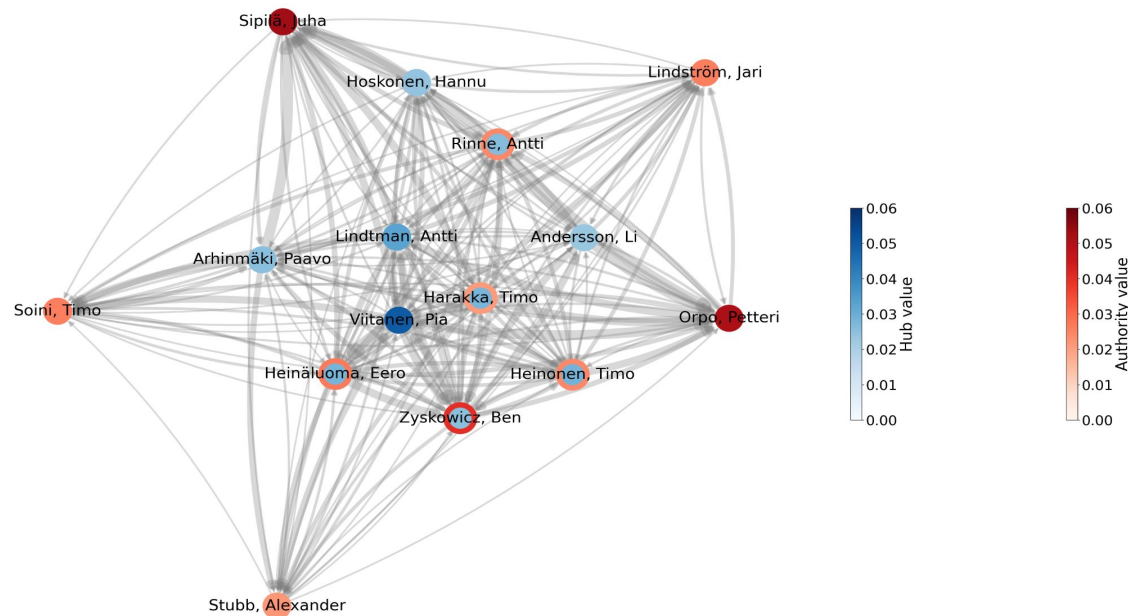 Sipilä, Juha
Hoskonen, Hannu
Lindström, Jari
Rinne, Antti
Lindtman, Antti
Andersson, Li
Arhinmäki, Paavo
Harakka, Timo
Soini, Timo
Viitanen, Pia
Orpo, Petteri
Heinäluoma, Eero
Heinonen, Timo
Zyskowicz, Ben
Stubb, Alexander
0.06
0.05
0.04
0.03
0.02
0.01
0.00
Hub value
0.06
0.05
0.04
0.03
0.02
0.01
0.00
Authority value